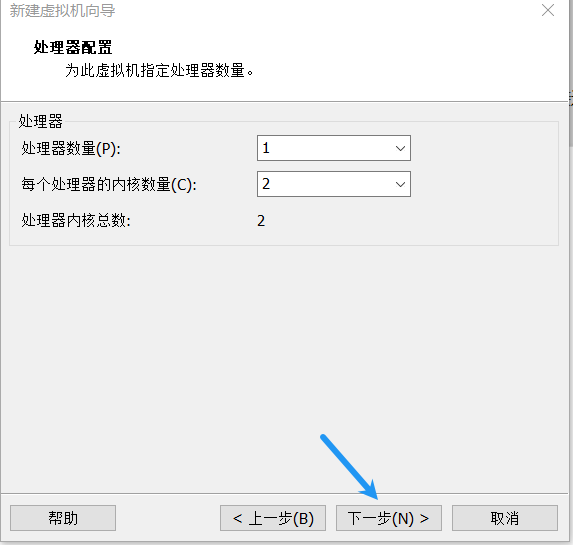 新建虚拟机向导
处理器配置
为此虚拟机指定处理器数量。
处理器
处理器数量(P): 1
每个处理器的内核数量(C): 2
处理器内核总数: 2
帮助 < 上一步(B) 下一步(N) > 取消